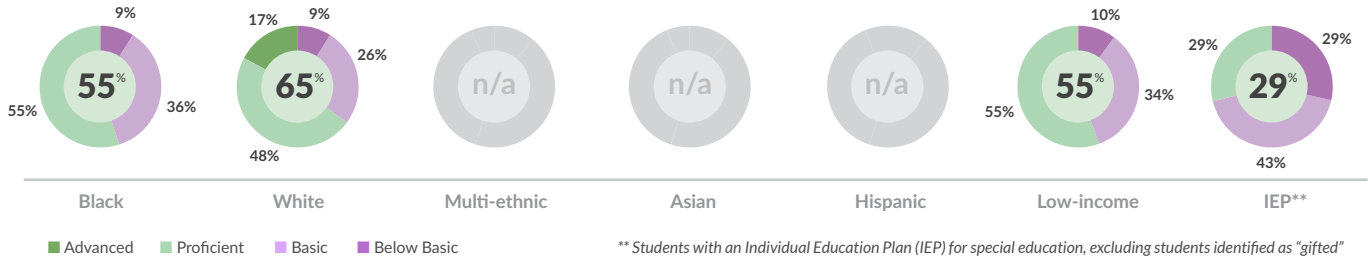 9%
55%
36%
55%
17%
9%
26%
65%
48%
n/a
n/a
n/a
10%
34%
55%
55%
29%
29%
29%
43%
Black
White
Multi-ethnic
Asian
Hispanic
Low-income
IEP**
Advanced
Proficient
Basic
Below Basic
** Students with an Individual Education Plan (IEP) for special education, excluding students identified as “gifted”